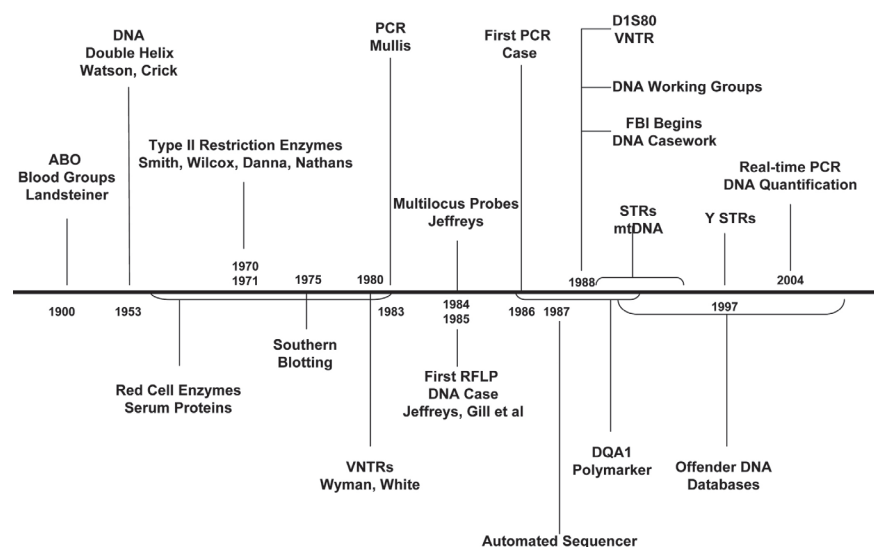 DNA
Double Helix
Watson, Crick
PCR
Mullis
First PCR
Case
D1S80
VNTR
DNA Working Groups
FBI Begins
DNA Casework
ABO
Blood Groups
Landsteiner
Type II Restriction Enzymes
Smith, Wilcox, Danna, Nathans
Multilocus Probes
Jeffreys
STRs
mtDNA
Y STRs
Real-time PCR
DNA Quantification
1970
1971
1975
1980
1988
2004
1900
1953
1983
1984
1985
1986
1987
1997
Red Cell Enzymes
Serum Proteins
Southern
Blotting
First RFLP
DNA Case
Jeffreys, Gill et al
VNTRs
Wyman, White
DQA1
Polymarker
Offender DNA
Databases
Automated Sequencer